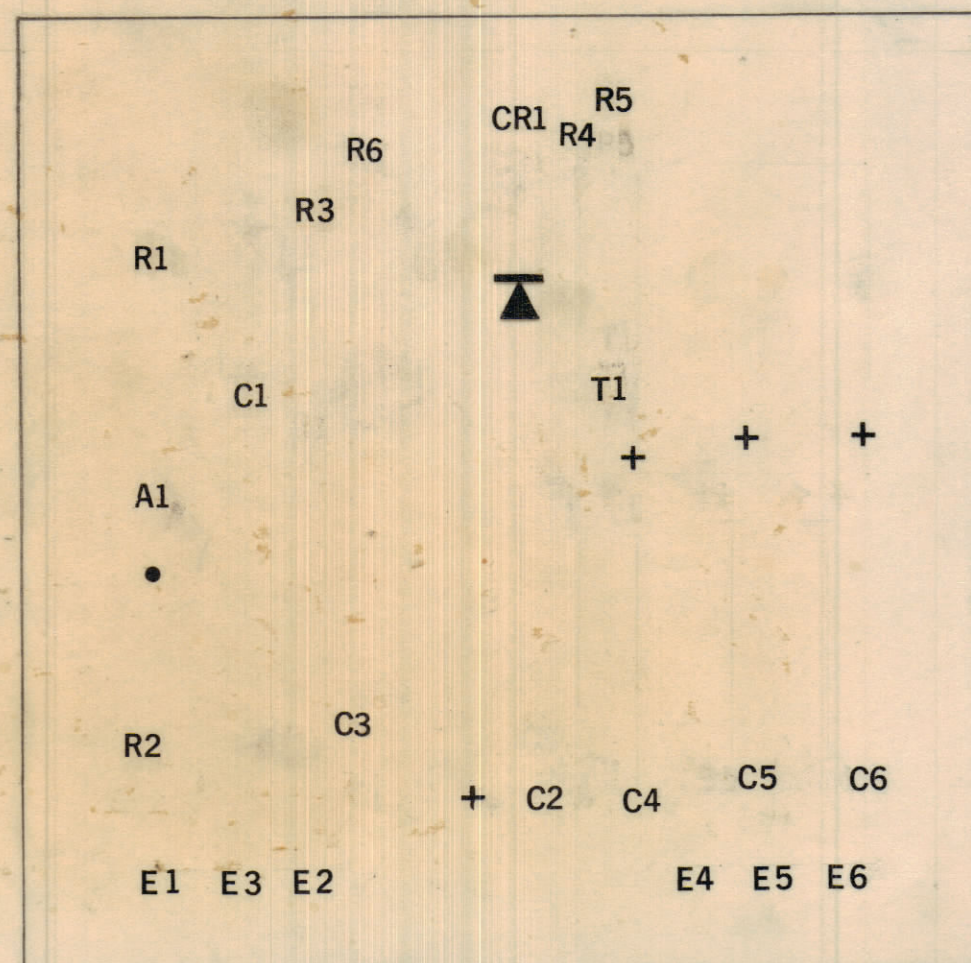 R5
CR1 R4
R6
R3
R1
T1
C1
+ +
+
A1
C3
R2
C5 C6
+ C2 C4
E1 E3 E2 E4 E5 E6